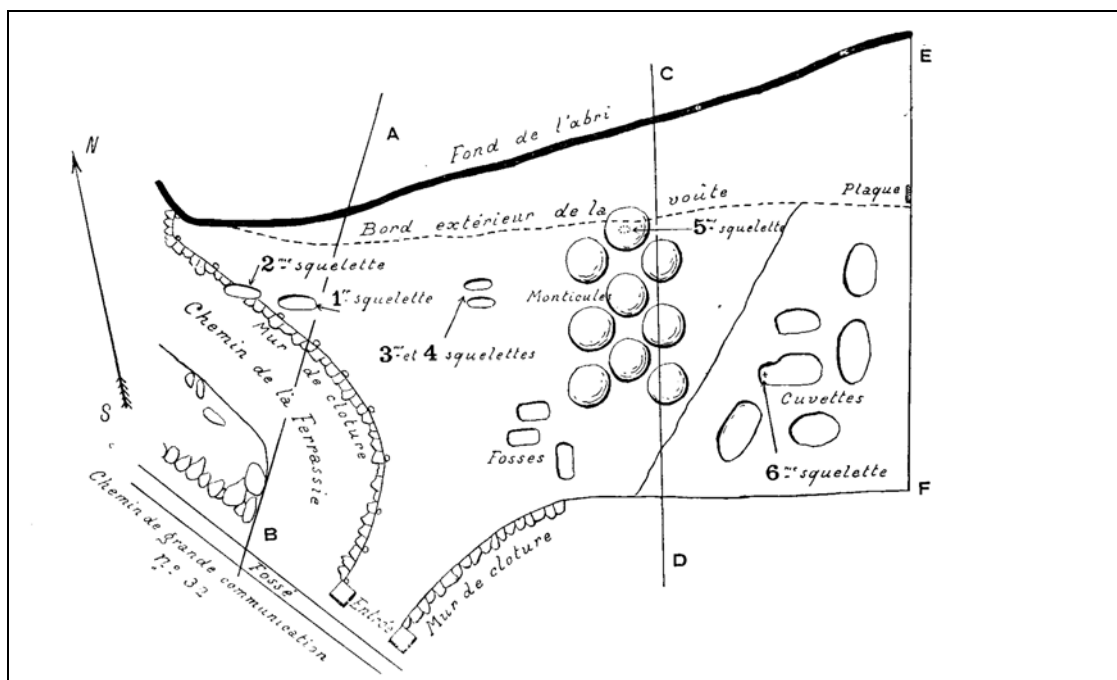 E
C
A
N
Fond de l'abri
Plaque
Bord extérieur de la voûte
5me squelette
2me squelette
1er squelette
Monticules
3me et 4 squelettes
Mur de cloture
Chemin de la Ferrassie
S
Cuvettes
Fosses
6me squelette
F
B
D
Mur de cloture
Entrée
Fossé
Chemin de grande communication
no 32